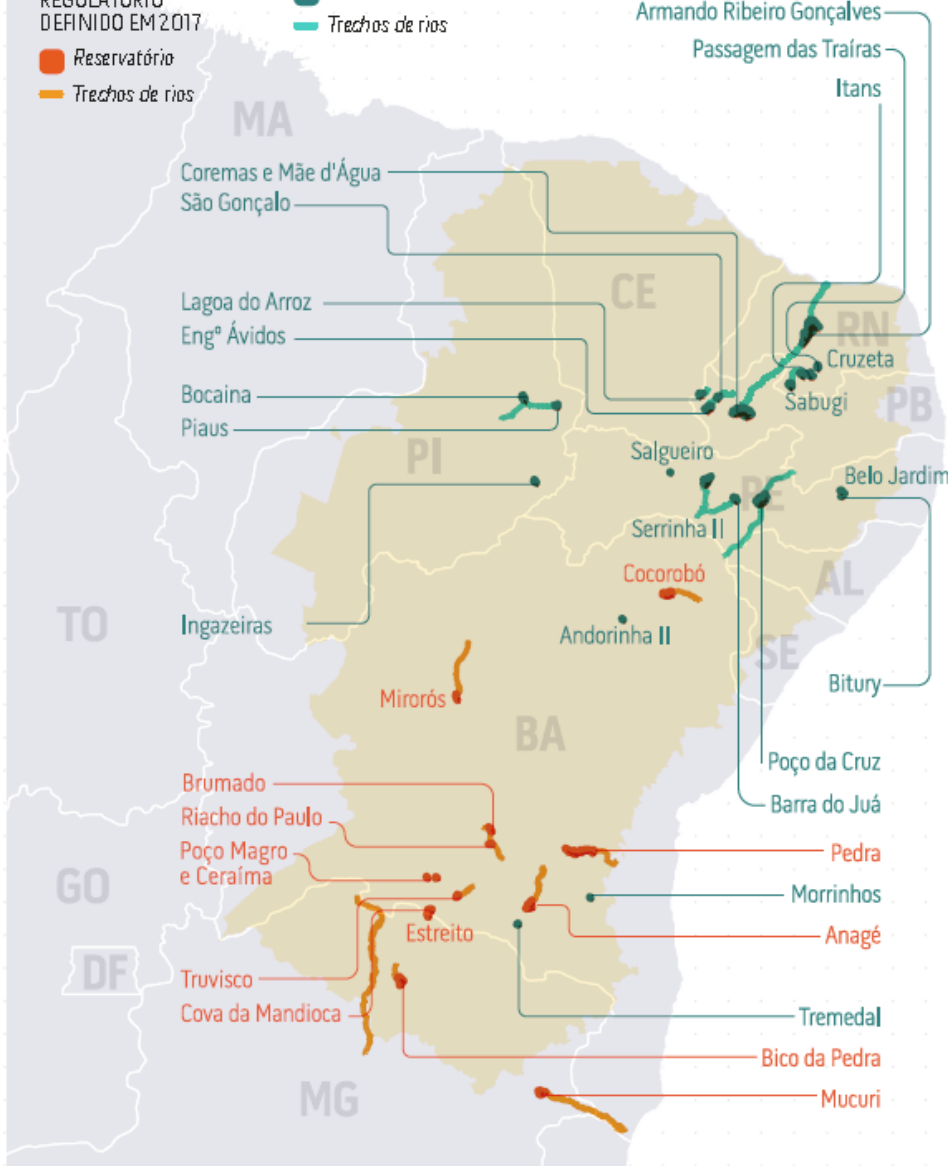 REGULATÓRIO
DEFINIDO EM 2017
Reservatório
Trechos de rios
Trechos de rios
Armando Ribeiro Gonçalves
Passagem das Traíras
Itans
MA
Coremas e Mãe d'Água
São Gonçalo
CE
Lagoa do Arroz
Engº Ávidos
RN
Cruzeta
Bocaina
Sabugi
PB
Piaus
PI
Salgueiro
Belo Jardim
PE
Serrinha II
Cocorobó
AL
TO
Ingazeiras
Andorinha II
SE
Bitury
Mirorós
BA
Poço da Cruz
Brumado
Barra do Juá
Riacho do Paulo
Poço Magro
e Ceraíma
Pedra
GO
Morrinhos
Estreito
Anagé
DF
Truvisco
Cova da Mandioca
Tremedal
Bico da Pedra
MG
Mucuri